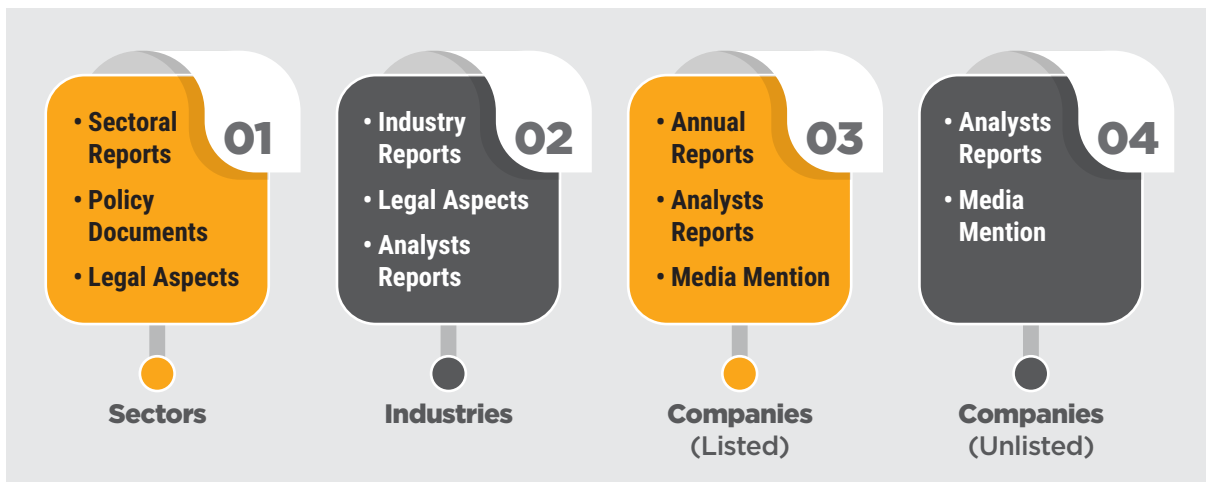 01
• Sectoral
Reports
• Policy
Documents
• Legal Aspects
Sectors
02
• Industry
Reports
• Legal Aspects
• Analysts
Reports
Industries
03
• Annual
Reports
• Analysts
Reports
• Media Mention
Companies
(Listed)
04
• Analysts
Reports
• Media
Mention
Companies
(Unlisted)